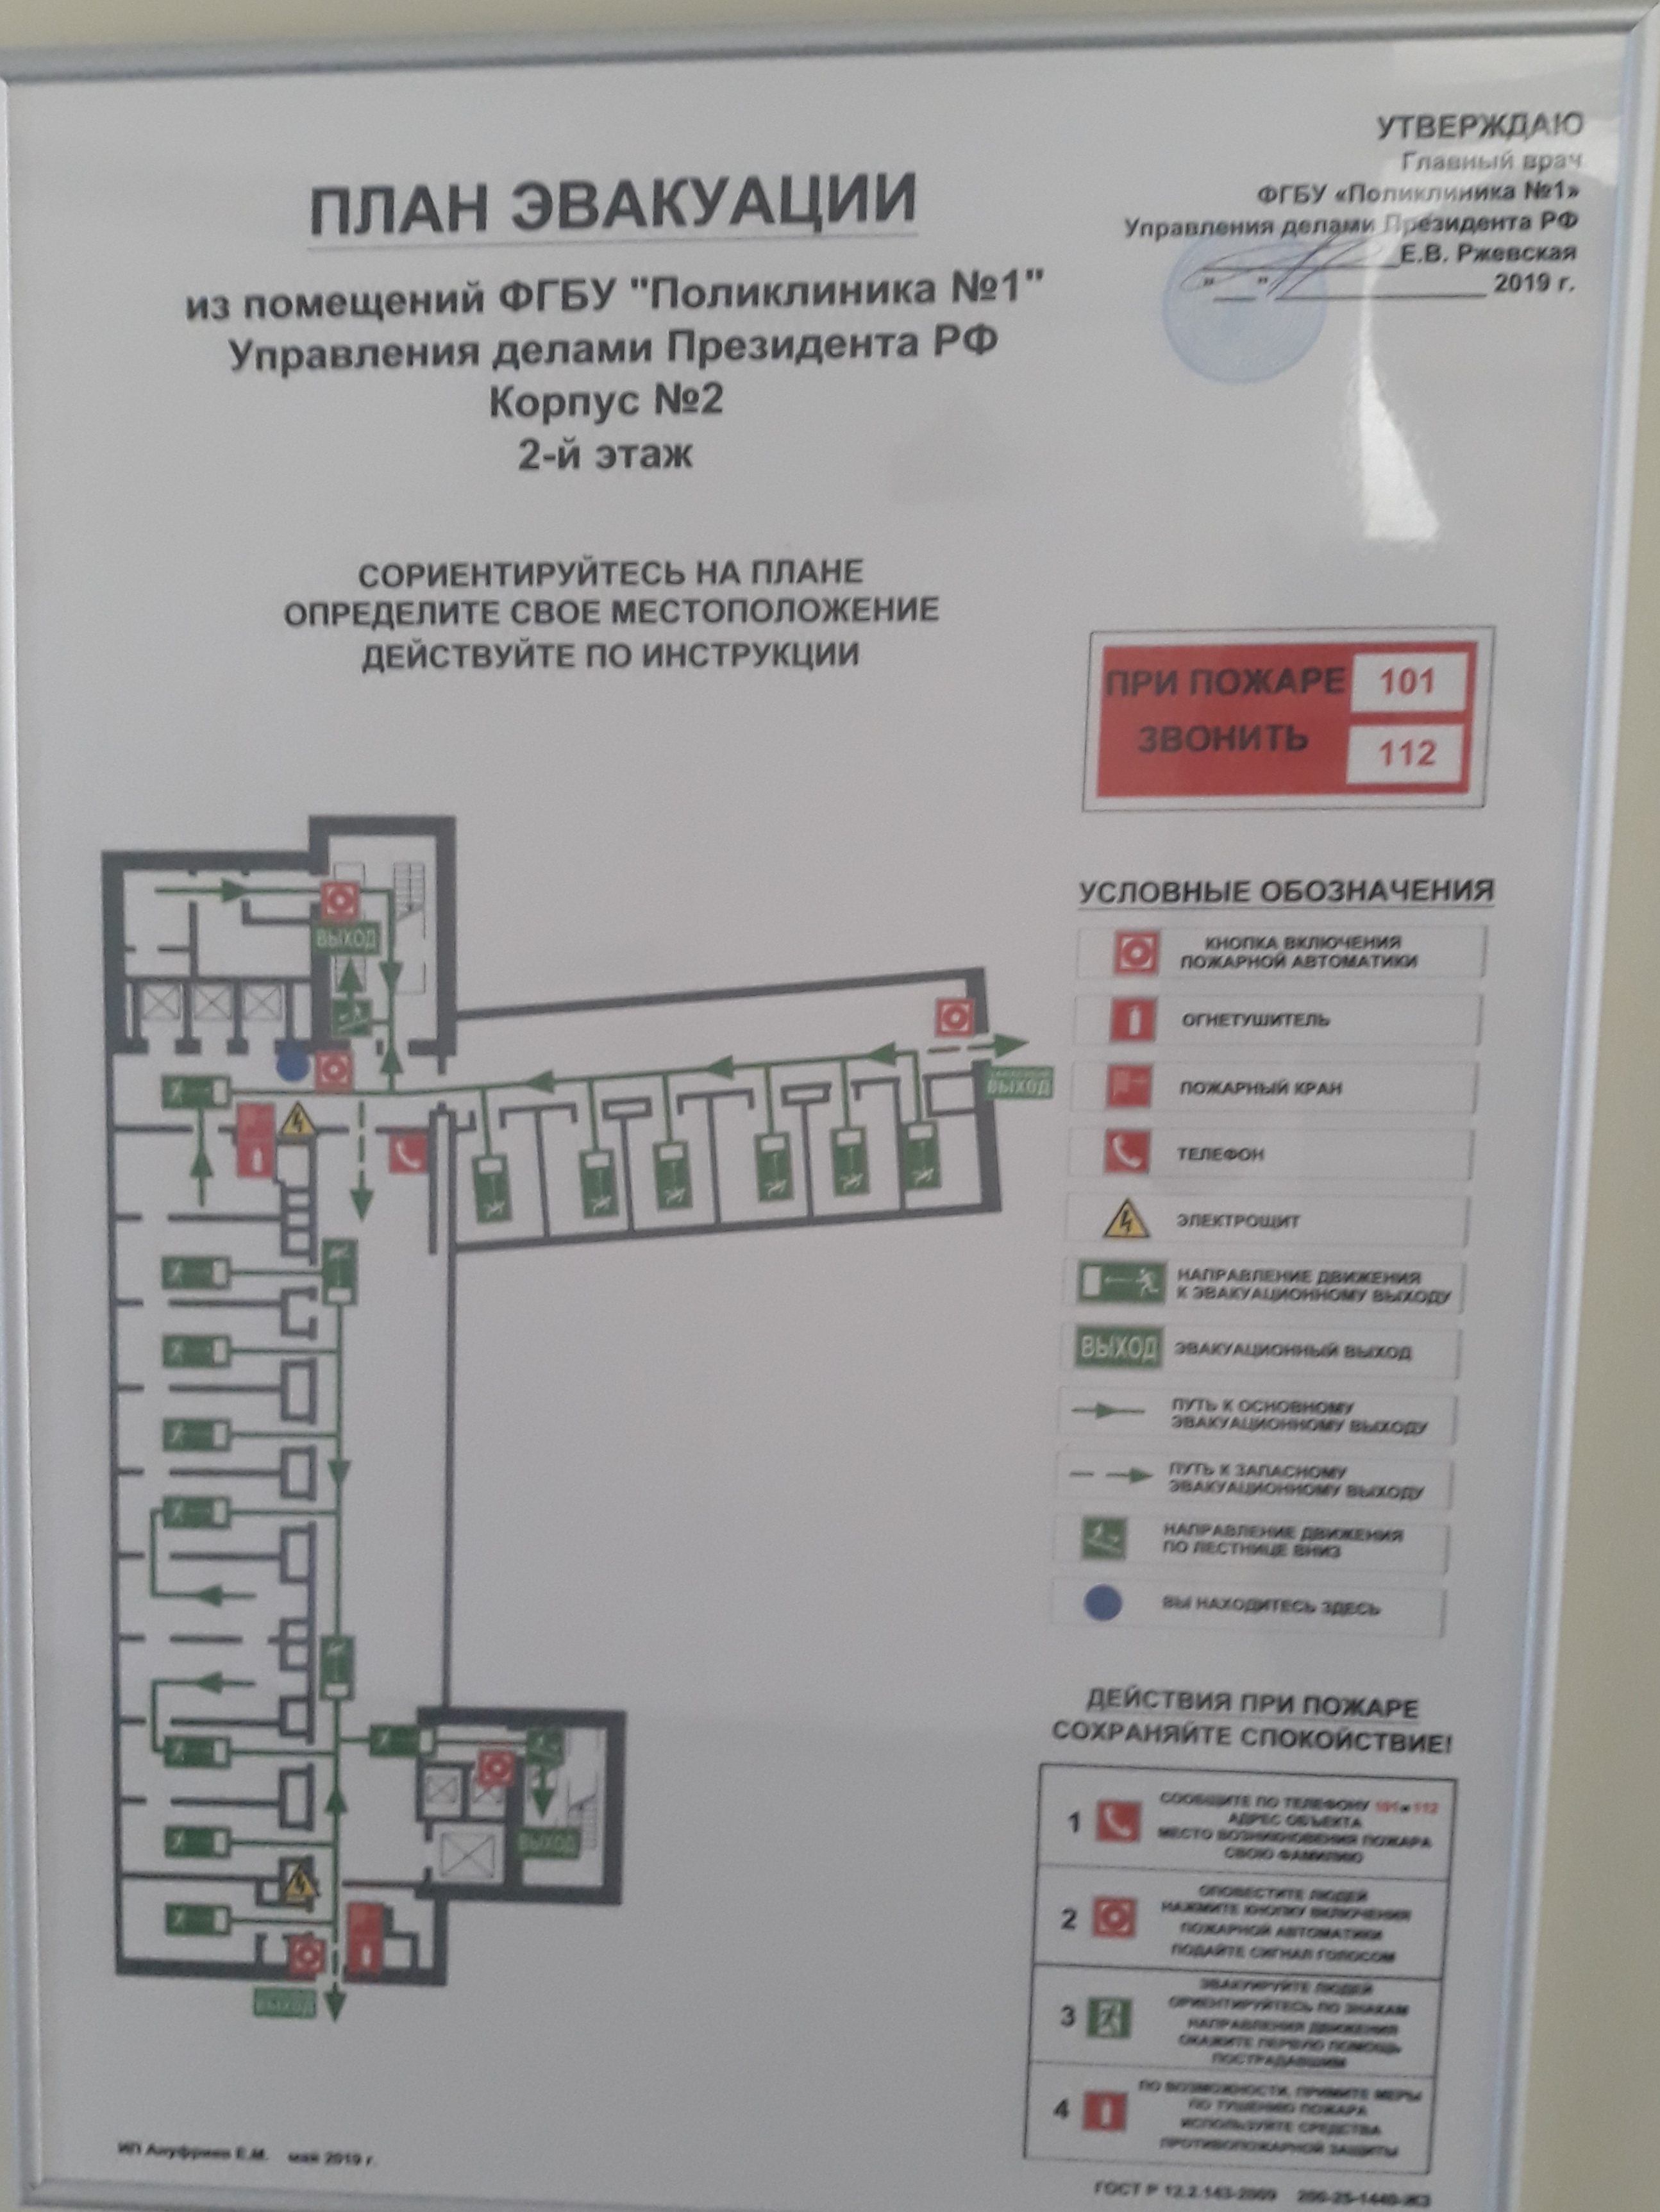 УТВЕРЖДАЮ
Главный врач
ФГБУ «Поликлиника №1»
Управления делами Президента РФ
Е.В. Ржевская
"__" 2019 г.
ПЛАН ЭВАКУАЦИИ
из помещений ФГБУ "Поликлиника №1"
Управления делами Президента РФ
Корпус №2
2-й этаж
СОРИЕНТИРУЙТЕСЬ НА ПЛАНЕ
ОПРЕДЕЛИТЕ СВОЕ МЕСТОПОЛОЖЕНИЕ
ДЕЙСТВУЙТЕ ПО ИНСТРУКЦИИ
ПРИ ПОЖАРЕ 101
ЗВОНИТЬ 112
ВЫХОД
ВЫХОД
ВЫХОД
ВЫХОД
УСЛОВНЫЕ ОБОЗНАЧЕНИЯ
КНОПКА ВКЛЮЧЕНИЯ
ПОЖАРНОЙ АВТОМАТИКИ
ОГНЕТУШИТЕЛЬ
ПОЖАРНЫЙ КРАН
ТЕЛЕФОН
ЭЛЕКТРОЩИТ
НАПРАВЛЕНИЕ ДВИЖЕНИЯ
К ЭВАКУАЦИОННОМУ ВЫХОДУ
ВЫХОД ЭВАКУАЦИОННЫЙ ВЫХОД
ПУТЬ К ОСНОВНОМУ
ЭВАКУАЦИОННОМУ ВЫХОДУ
ПУТЬ К ЗАПАСНОМУ
ЭВАКУАЦИОННОМУ ВЫХОДУ
НАПРАВЛЕНИЕ ДВИЖЕНИЯ
ПО ЛЕСТНИЦЕ ВНИЗ
ВЫ НАХОДИТЕСЬ ЗДЕСЬ
ДЕЙСТВИЯ ПРИ ПОЖАРЕ
СОХРАНЯЙТЕ СПОКОЙСТВИЕ!
1
СООБЩИТЕ ПО ТЕЛЕФОНУ 101 и 112
АДРЕС ОБЪЕКТА
МЕСТО ВОЗНИКНОВЕНИЯ ПОЖАРА
СВОЮ ФАМИЛИЮ
2
ОПОВЕСТИТЕ ЛЮДЕЙ
НАЖМИТЕ КНОПКУ ВКЛЮЧЕНИЯ
ПОЖАРНОЙ АВТОМАТИКИ
ПОДАЙТЕ СИГНАЛ ГОЛОСОМ
3
ЭВАКУИРУЙТЕ ЛЮДЕЙ
ОРИЕНТИРУЙТЕСЬ ПО ЗНАКАМ
НАПРАВЛЕНИЯ ДВИЖЕНИЯ
ОКАЖИТЕ ПЕРВУЮ ПОМОЩЬ
ПОСТРАДАВШИМ
4
ПО ВОЗМОЖНОСТИ, ПРИМИТЕ МЕРЫ
ПО ТУШЕНИЮ ПОЖАРА
ИСПОЛЬЗУЙТЕ СРЕДСТВА
ПРОТИВОПОЖАРНОЙ ЗАЩИТЫ
ИП Ануфриев Е.М. май 2019 г.
ГОСТ Р 12.2.143-2009